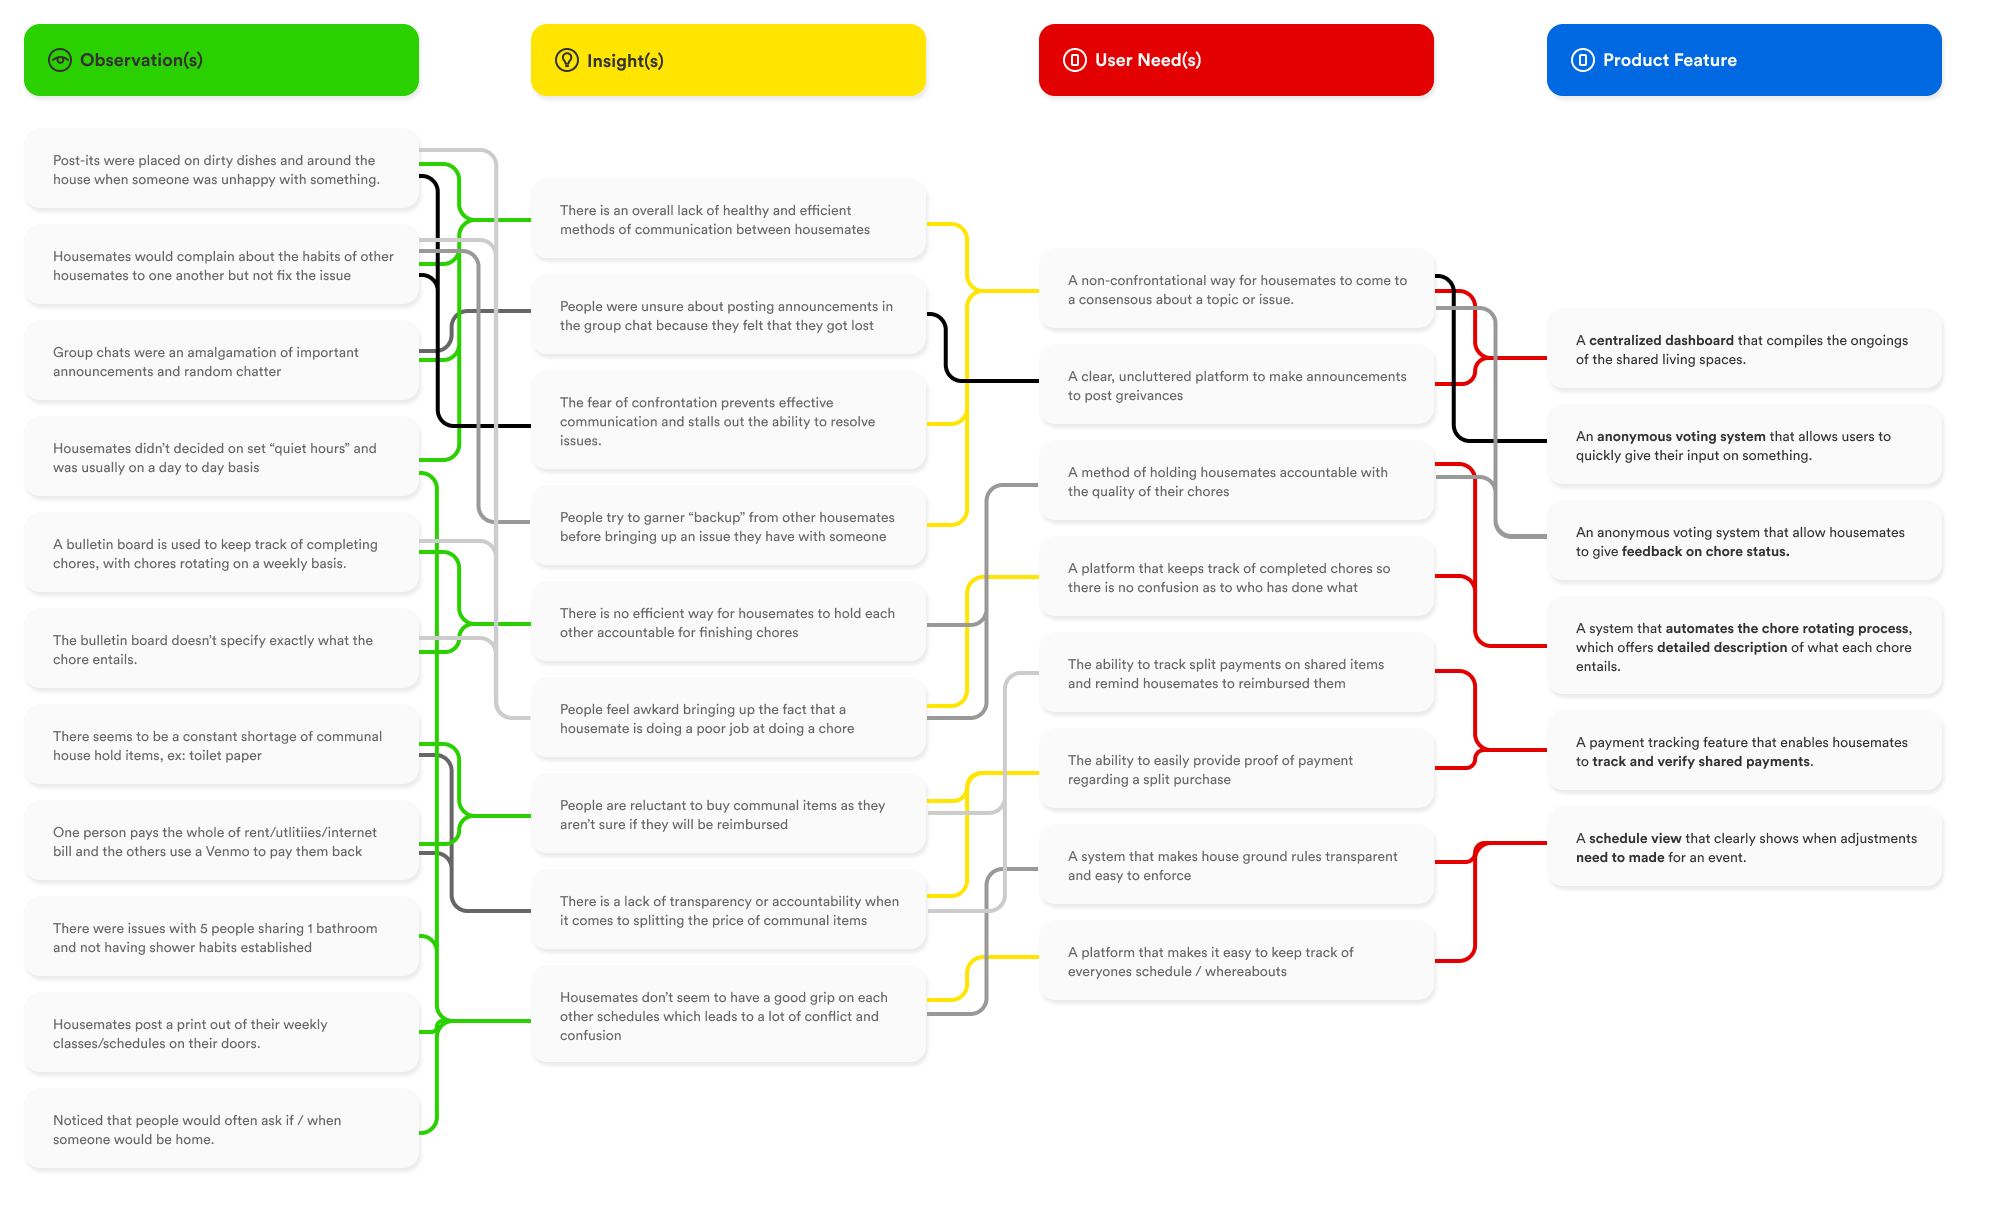 Observation(s)
Insight(s)
User Need(s)
Product Feature
Post-its were placed on dirty dishes and around the
house when someone was unhappy with something.
Housemates would complain about the habits of other
housemates to one another but not fix the issue
Group chats were an amalgamation of important
announcements and random chatter
Housemates didn’t decided on set “quiet hours” and
was usually on a day to day basis
A bulletin board is used to keep track of completing
chores, with chores rotating on a weekly basis.
The bulletin board doesn’t specify exactly what the
chore entails.
There seems to be a constant shortage of communal
house hold items, ex: toilet paper
One person pays the whole of rent/utlitiies/internet
bill and the others use a Venmo to pay them back
There were issues with 5 people sharing 1 bathroom
and not having shower habits established
Housemates post a print out of their weekly
classes/schedules on their doors.
Noticed that people would often ask if / when
someone would be home.
There is an overall lack of healthy and efficient
methods of communication between housemates
People were unsure about posting announcements in
the group chat because they felt that they got lost
The fear of confrontation prevents effective
communication and stalls out the ability to resolve
issues.
People try to garner “backup” from other housemates
before bringing up an issue they have with someone
There is no efficient way for housemates to hold each
other accountable for finishing chores
People feel awkard bringing up the fact that a
housemate is doing a poor job at doing a chore
People are reluctant to buy communal items as they
aren’t sure if they will be reimbursed
There is a lack of transparency or accountability when
it comes to splitting the price of communal items
Housemates don’t seem to have a good grip on each
other schedules which leads to a lot of conflict and
confusion
A non-confrontational way for housemates to come to
a consensous about a topic or issue.
A clear, uncluttered platform to make announcements
to post greivances
A method of holding housemates accountable with
the quality of their chores
A platform that keeps track of completed chores so
there is no confusion as to who has done what
The ability to track split payments on shared items
and remind housemates to reimbursed them
The ability to easily provide proof of payment
regarding a split purchase
A system that makes house ground rules transparent
and easy to enforce
A platform that makes it easy to keep track of
everyones schedule / whereabouts
A centralized dashboard that compiles the ongoings
of the shared living spaces.
An anonymous voting system that allows users to
quickly give their input on something.
An anonymous voting system that allow housemates
to give feedback on chore status.
A system that automates the chore rotating process,
which offers detailed description of what each chore
entails.
A payment tracking feature that enables housemates
to track and verify shared payments.
A schedule view that clearly shows when adjustments
need to made for an event.